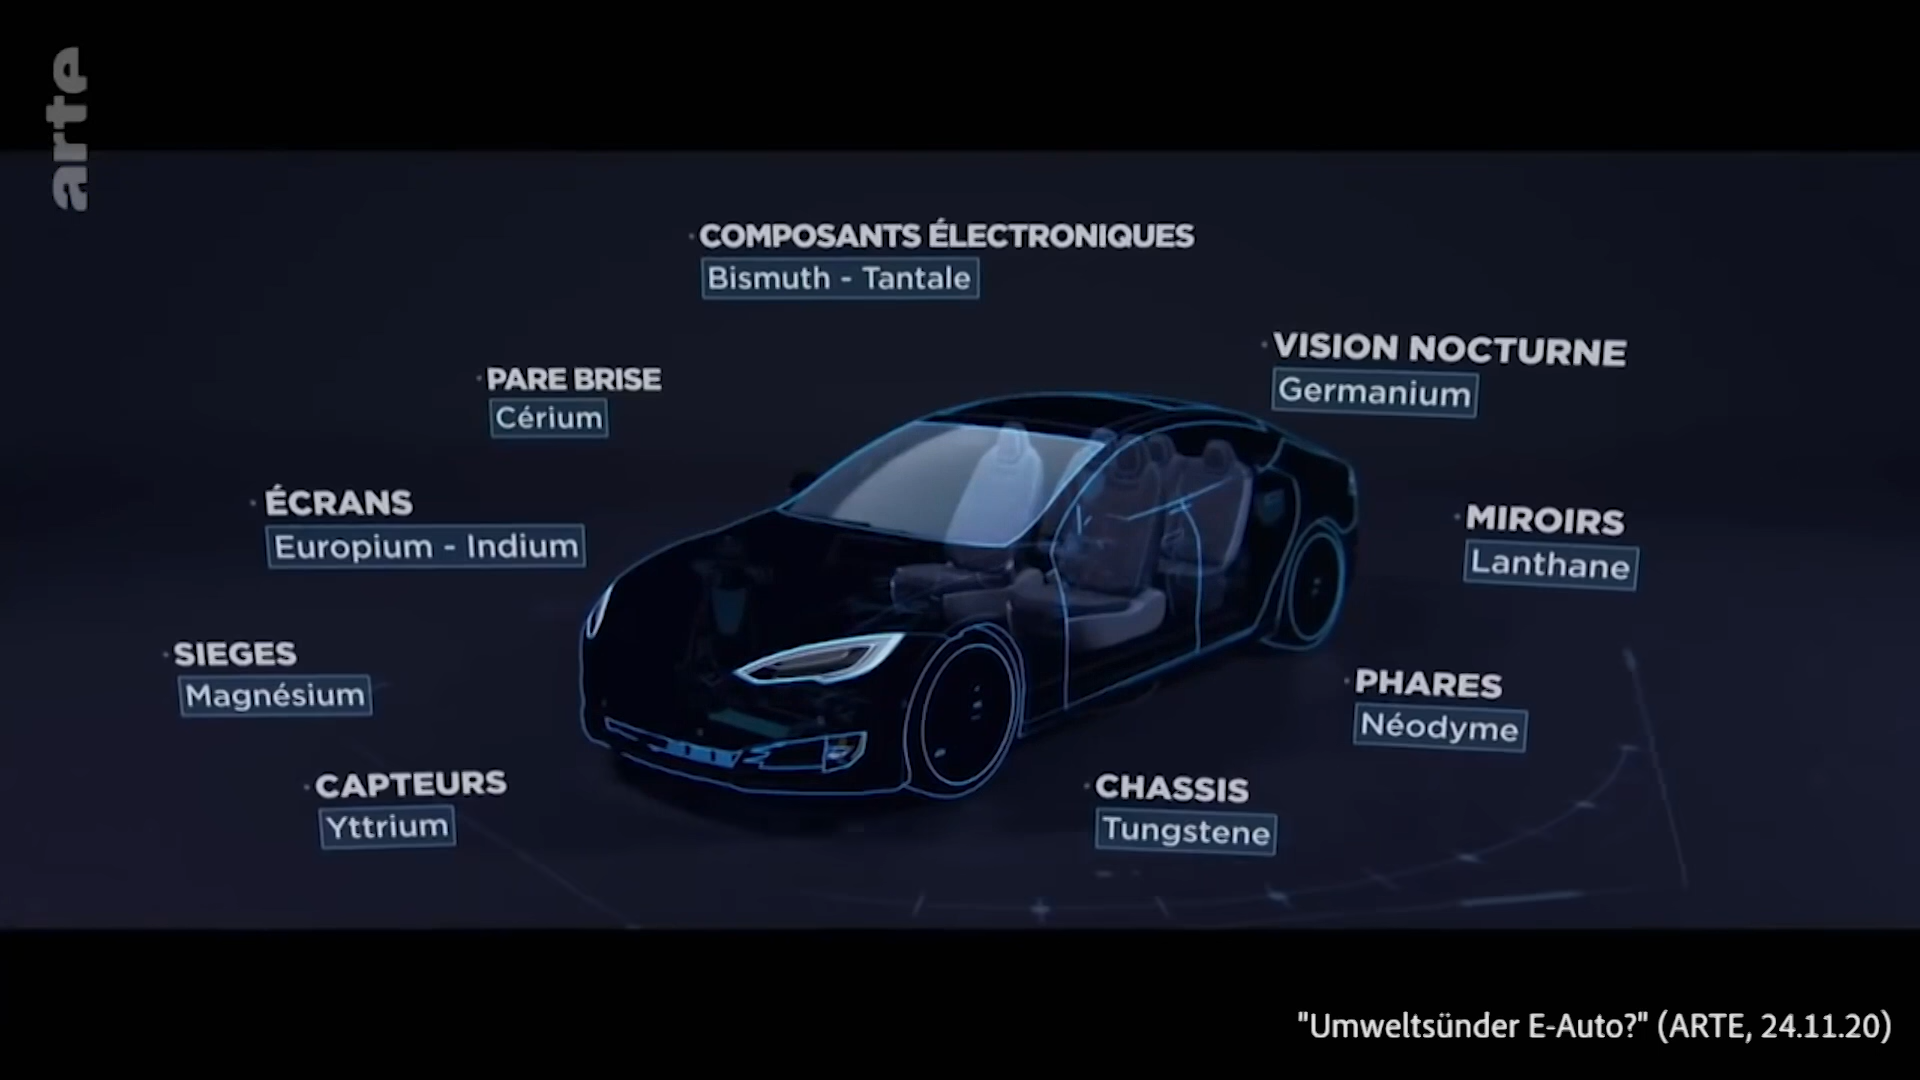 arte
COMPOSANTS ÉLECTRONIQUES
Bismuth - Tantale
VISION NOCTURNE
Germanium
PARE BRISE
Cérium
ÉCRANS
Europium - Indium
MIROIRS
Lanthane
SIEGES
Magnésium
PHARES
Néodyme
CAPTEURS
Yttrium
CHASSIS
Tungstene
"Umweltsünder E-Auto?" (ARTE, 24.11.20)